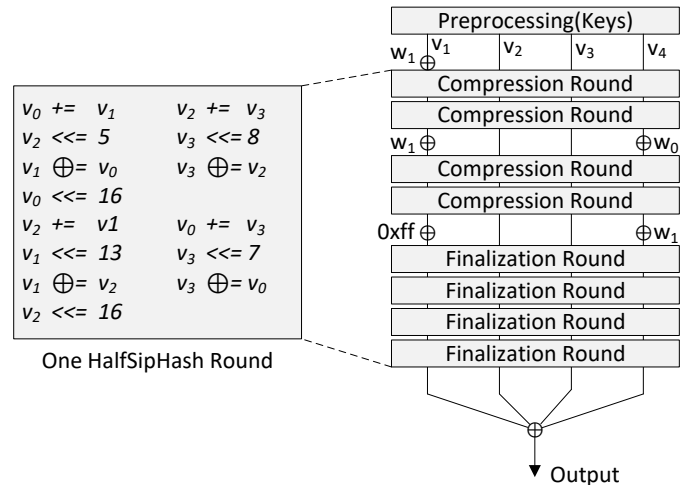 Preprocessing(Keys)
v1 v2 v3 v4
w1 ⊕
Compression Round
Compression Round
w1 ⊕ ⊕ w0
Compression Round
Compression Round
0xff ⊕ ⊕ w1
Finalization Round
Finalization Round
Finalization Round
Finalization Round
⊕
Output
v0 += v1 v2 += v3
v2 <<= 5 v3 <<= 8
v1 ⊕= v0 v3 ⊕= v2
v0 <<= 16
v2 += v1 v0 += v3
v1 <<= 13 v3 <<= 7
v1 ⊕= v2 v3 ⊕= v0
v2 <<= 16
One HalfSipHash Round